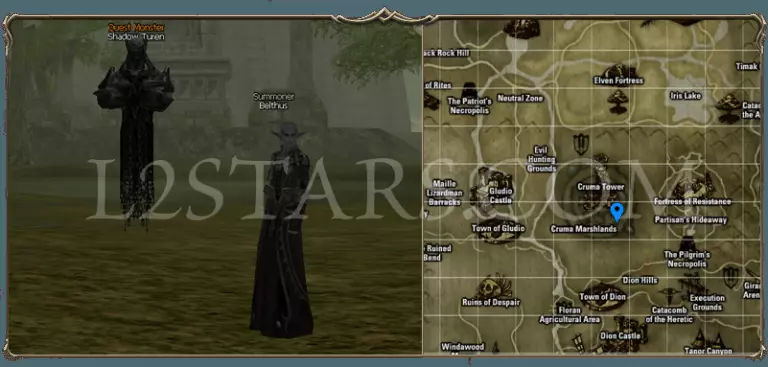 Quest Monster
Shadow Turen
Summoner
Belthus
L2STARS.COM
ack Rock Hill
of Rites
The Patriot's
Necropolis
Neutral Zone
Elven Fortress
Timak
Iris Lake
Cata
the A
Evil
Hunting
Grounds
Maille
Lizardman
Barracks
Gludio
Castle
Cruma Tower
Fortress of Resistance
Partisan's Hideaway
Town of Gludio
Cruma Marshlands
Ruined
Bend
The Pilgrim's
Necropolis
Dion Hills
Ruins of Despair
Town of Dion
Execution
Grounds
Gira
Aren
Floran
Agricultural Area
Catacomb
of the Heretic
Dion Castle
Windawood
Tanor Canyon